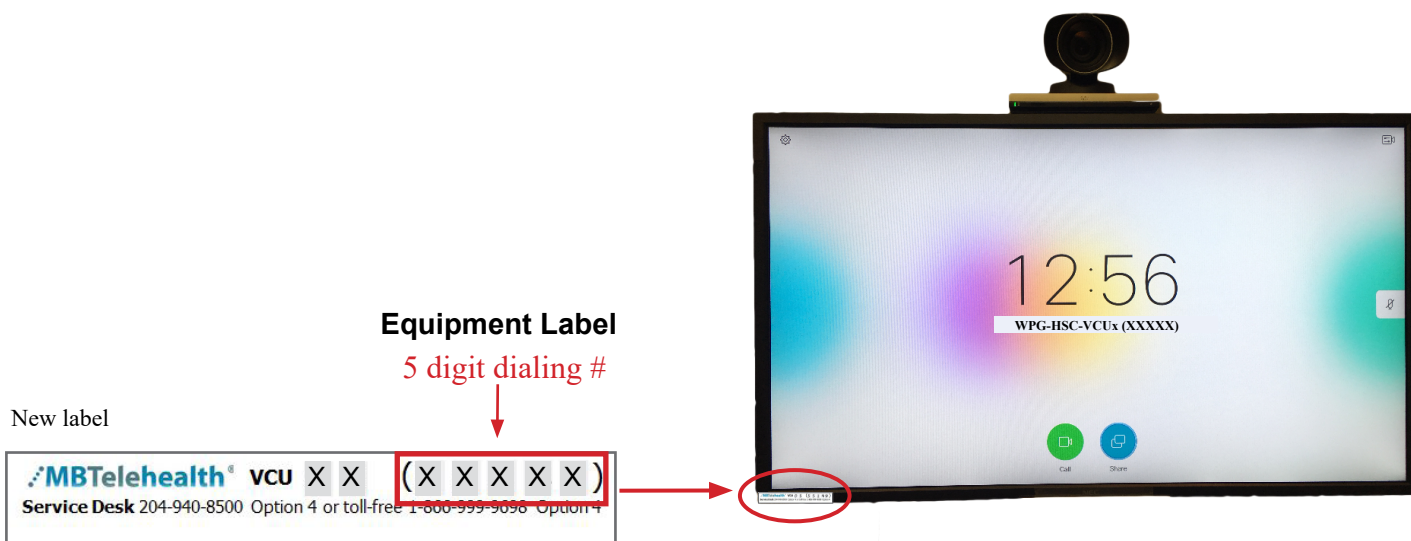 12:56
WPG-HSC-VCUx (XXXXX)
Equipment Label
5 digit dialing #
Call
Share
New label
MBTelehealth® VCU X X (X X X X X)
Service Desk 204-940-8500 Option 4 or toll-free 1-866-999-9698 Option 4